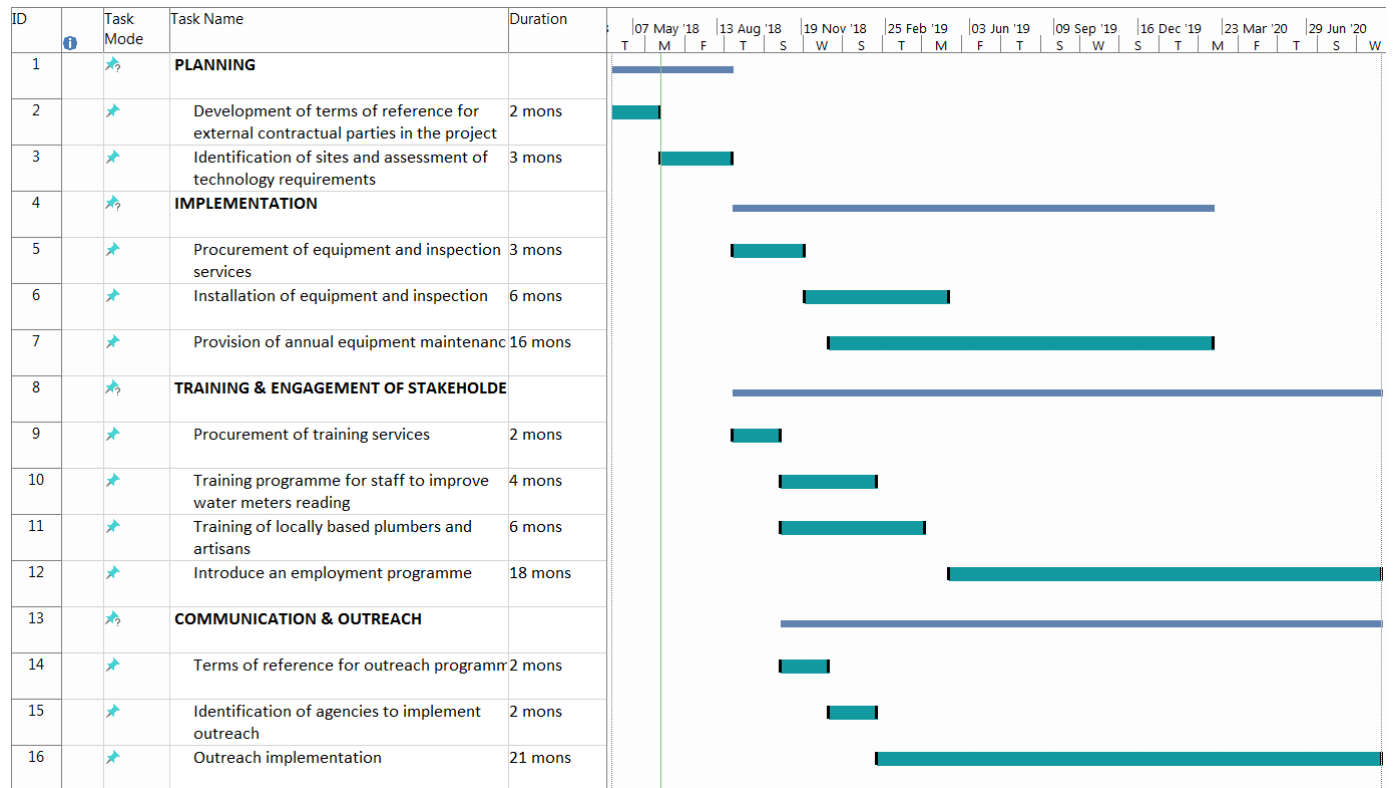 ID Task Mode Task Name Duration
07 May '18 13 Aug '18 19 Nov '18 25 Feb '19 03 Jun '19 09 Sep '19 16 Dec '19 23 Mar '20 29 Jun '20
T M F T S W S T M F T S W S T M F T S W
1 PLANNING
2 Development of terms of reference for 2 mons
external contractual parties in the project
3 Identification of sites and assessment of 3 mons
technology requirements
4 IMPLEMENTATION
5 Procurement of equipment and inspection 3 mons
services
6 Installation of equipment and inspection 6 mons
7 Provision of annual equipment maintenanc 16 mons
8 TRAINING & ENGAGEMENT OF STAKEHOLDE
9 Procurement of training services 2 mons
10 Training programme for staff to improve 4 mons
water meters reading
11 Training of locally based plumbers and 6 mons
artisans
12 Introduce an employment programme 18 mons
13 COMMUNICATION & OUTREACH
14 Terms of reference for outreach programm 2 mons
15 Identification of agencies to implement 2 mons
outreach
16 Outreach implementation 21 mons